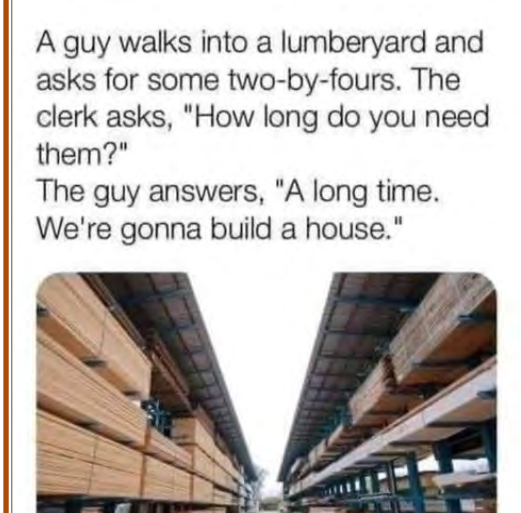 A guy walks into a lumberyard and
asks for some two-by-fours. The
clerk asks, "How long do you need
them?"
The guy answers, "A long time.
We're gonna build a house."